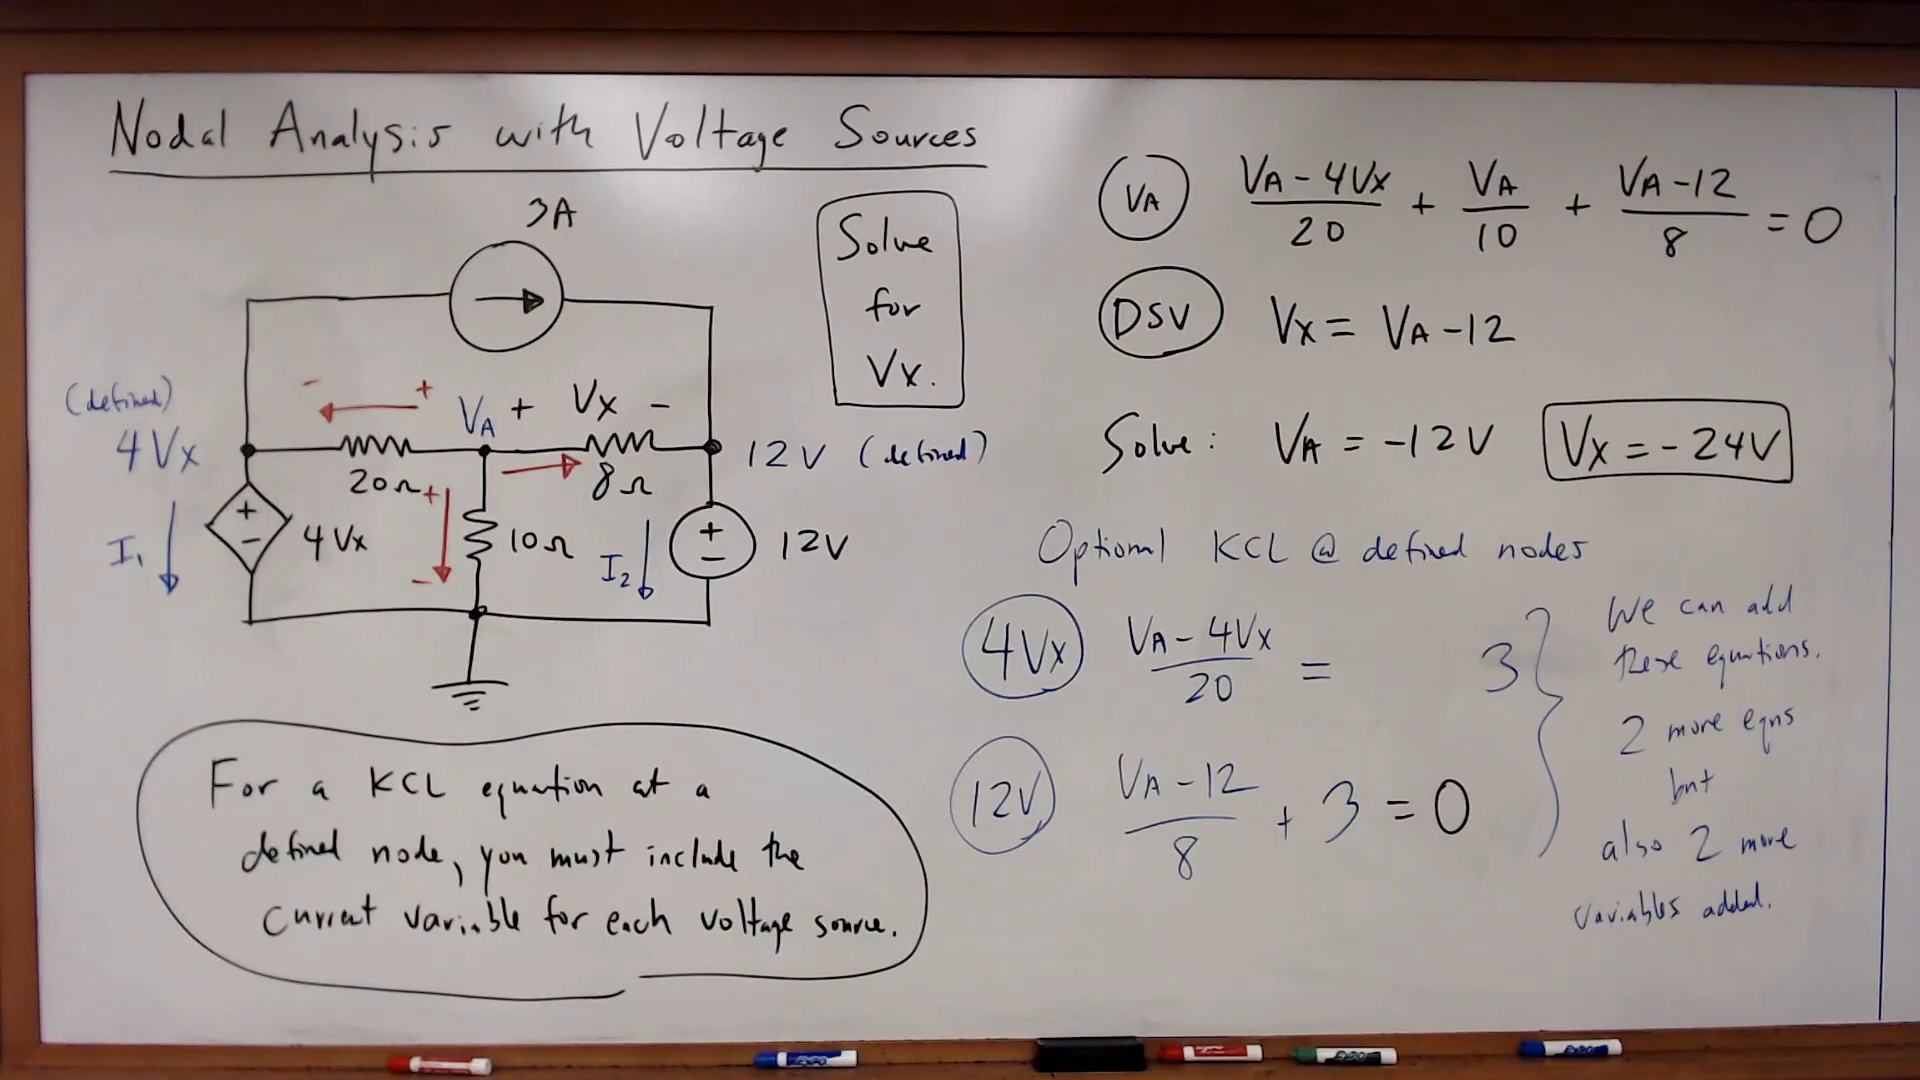 Nodal Analysis with Voltage Sources
3A
Solve
for
Vx.
(defined)
4Vx
- +
VA + Vx -
12V (defined)
20Ω
8Ω
+
-
I₁
+
-
4Vx
10Ω
I₂
+
-
12V
For a KCL equation at a
defined node, you must include the
current variable for each voltage source.
VA (VA - 4Vx)/20 + VA/10 + (VA - 12)/8 = 0
DSV Vx = VA - 12
Solve: VA = -12V Vx = -24V
Optional KCL @ defined nodes
4Vx (VA - 4Vx)/20 = 3
12V (VA - 12)/8 + 3 = 0
We can add
these equations.
2 more eqns
but
also 2 more
variables added.
EXPO
EXPO
EXPO